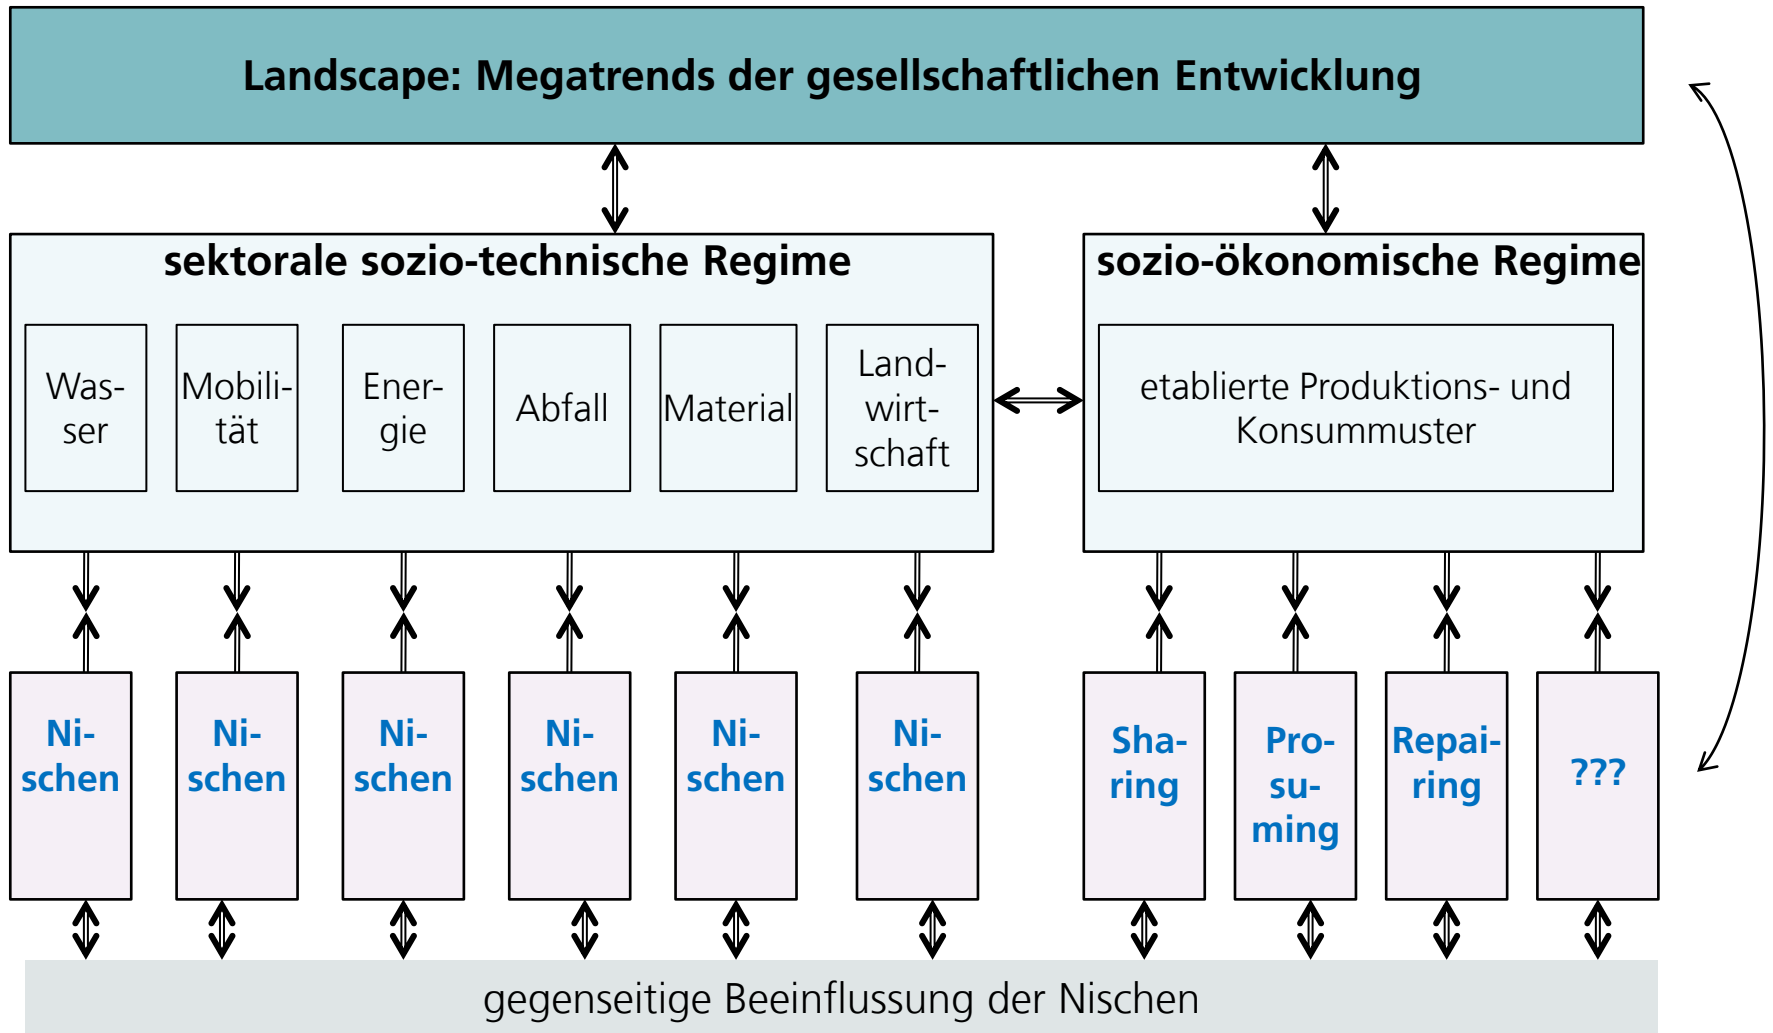 Landscape: Megatrends der gesellschaftlichen Entwicklung
sektorale sozio-technische Regime
Was-
ser
Mobili-
tät
Ener-
gie
Abfall
Material
Land-
wirt-
schaft
sozio-ökonomische Regime
etablierte Produktions- und
Konsummuster
Ni-
schen
Ni-
schen
Ni-
schen
Ni-
schen
Ni-
schen
Ni-
schen
Sha-
ring
Pro-
su-
ming
Repai-
ring
???
gegenseitige Beeinflussung der Nischen